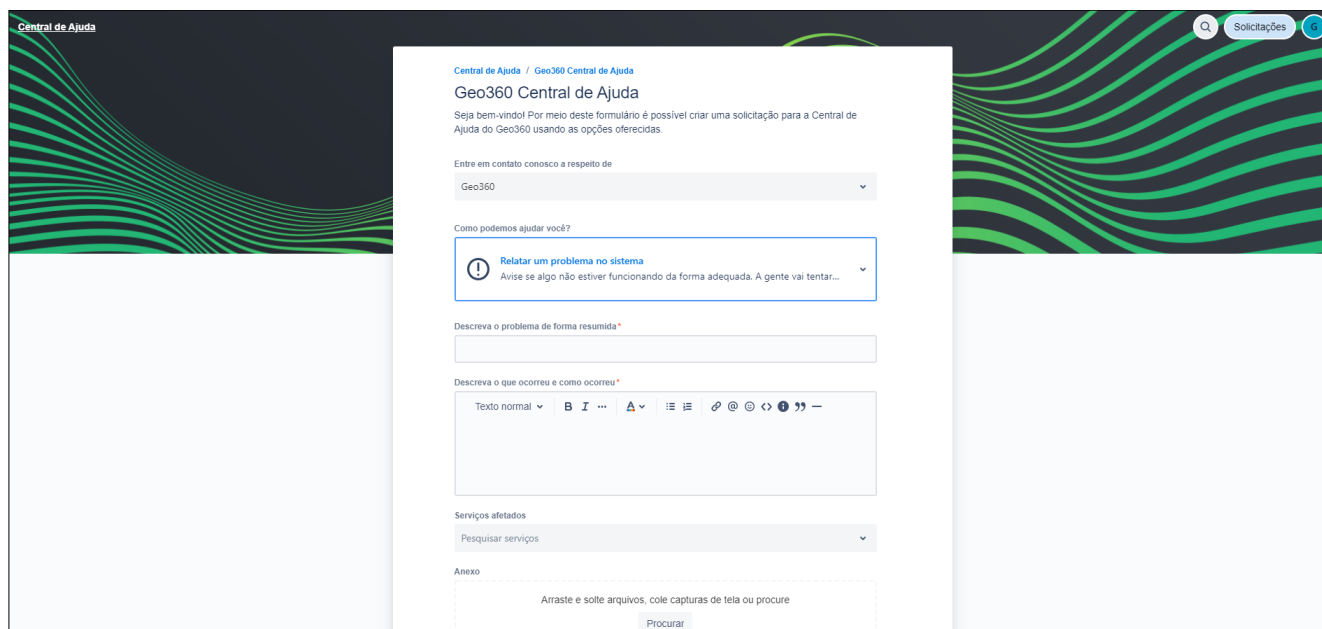 Central de Ajuda
Solicitações
G
Central de Ajuda / Geo360 Central de Ajuda
Geo360 Central de Ajuda
Seja bem-vindo! Por meio deste formulário é possível criar uma solicitação para a Central de
Ajuda do Geo360 usando as opções oferecidas.
Entre em contato conosco a respeito de
Geo360
Como podemos ajudar você?
Relatar um problema no sistema
Avise se algo não estiver funcionando da forma adequada. A gente vai tentar...
Descreva o problema de forma resumida*
Descreva o que ocorreu e como ocorreu*
Texto normal B I ... A
Serviços afetados
Pesquisar serviços
Anexo
Arraste e solte arquivos, cole capturas de tela ou procure
Procurar